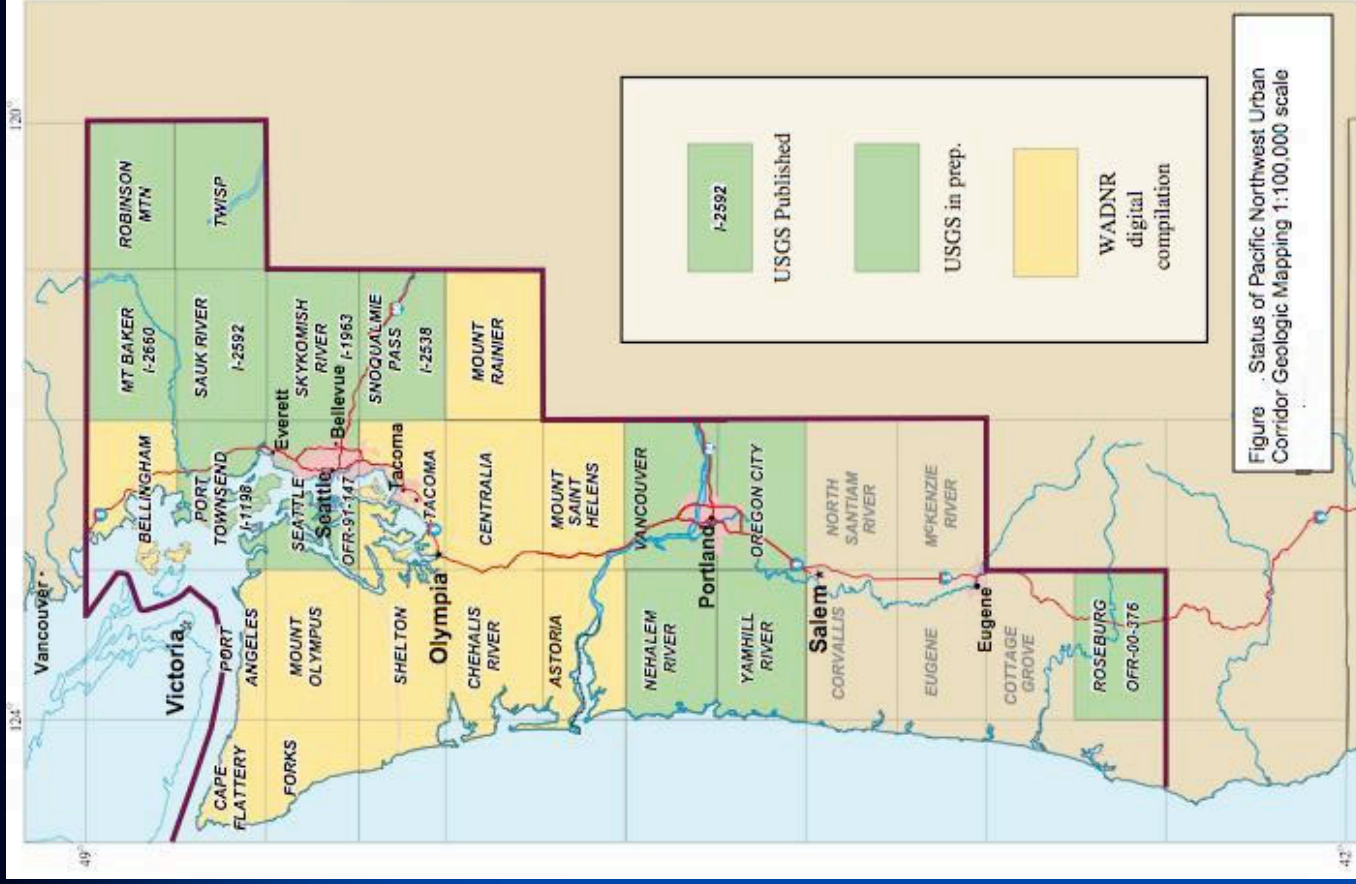 124°
120°
49°
42°
Vancouver
Victoria
CAPE
FLATTERY
PORT
ANGELES
BELLINGHAM
MT BAKER
I-2660
ROBINSON
MTN
PORT
TOWNSEND
I-1198
SAUK RIVER
I-2592
TWISP
FORKS
MOUNT
OLYMPUS
SEATTLE
Seattle
OFR-91-147
Everett
SKYKOMISH
RIVER
I-1963
Bellevue
SHELTON
Tacoma
TACOMA
SNOQUALMIE
PASS
I-2538
Olympia
CHEHALIS
RIVER
CENTRALIA
MOUNT
RAINIER
ASTORIA
MOUNT
SAINT
HELENS
NEHALEM
RIVER
VANCOUVER
Portland
YAMHILL
RIVER
OREGON CITY
Salem
CORVALLIS
NORTH
SANTIAM
RIVER
EUGENE
MCKENZIE
RIVER
Eugene
COTTAGE
GROVE
ROSEBURG
OFR-00-376
I-2592
USGS Published
USGS in prep.
WADNR
digital
compilation
Figure . Status of Pacific Northwest Urban
Corridor Geologic Mapping 1:100,000 scale